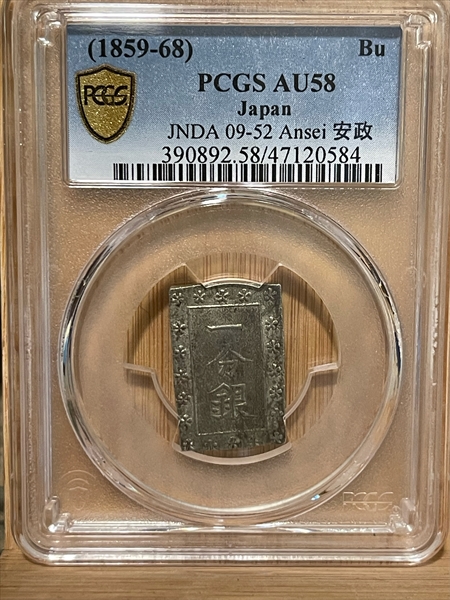 (1859-68) Bu
PCGS
PCGS AU58
Japan
JNDA 09-52 Ansei 安政
390892.58/47120584
一
分
銀
PCGS